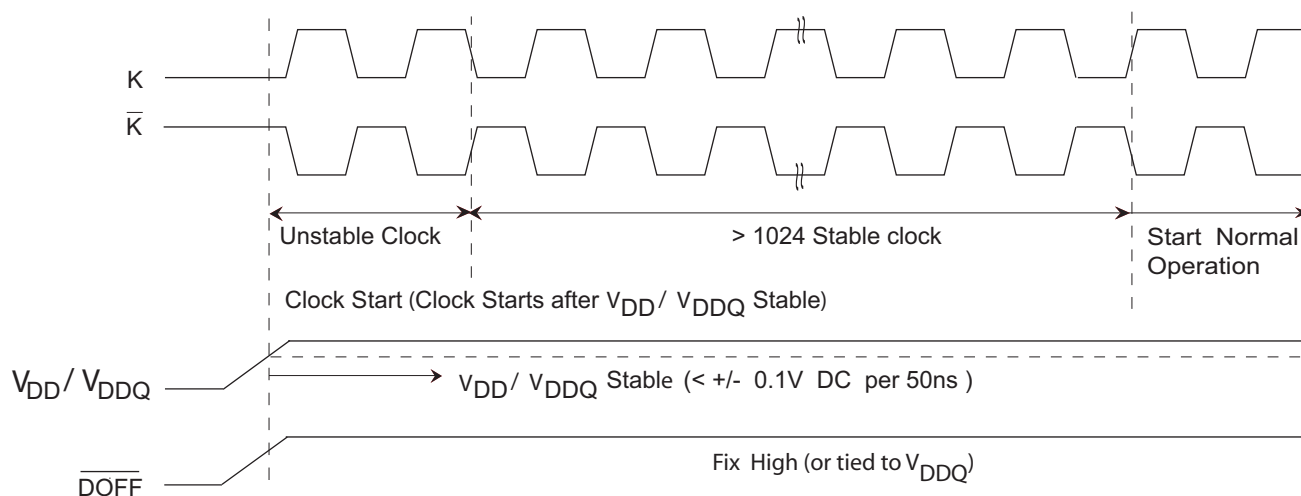 K
K̅
Unstable Clock
> 1024 Stable clock
Start Normal
Operation
Clock Start (Clock Starts after VDD / VDDQ Stable)
VDD / VDDQ
VDD / VDDQ Stable (< +/- 0.1V DC per 50ns )
Fix High (or tied to VDDQ)
D̅O̅F̅F̅